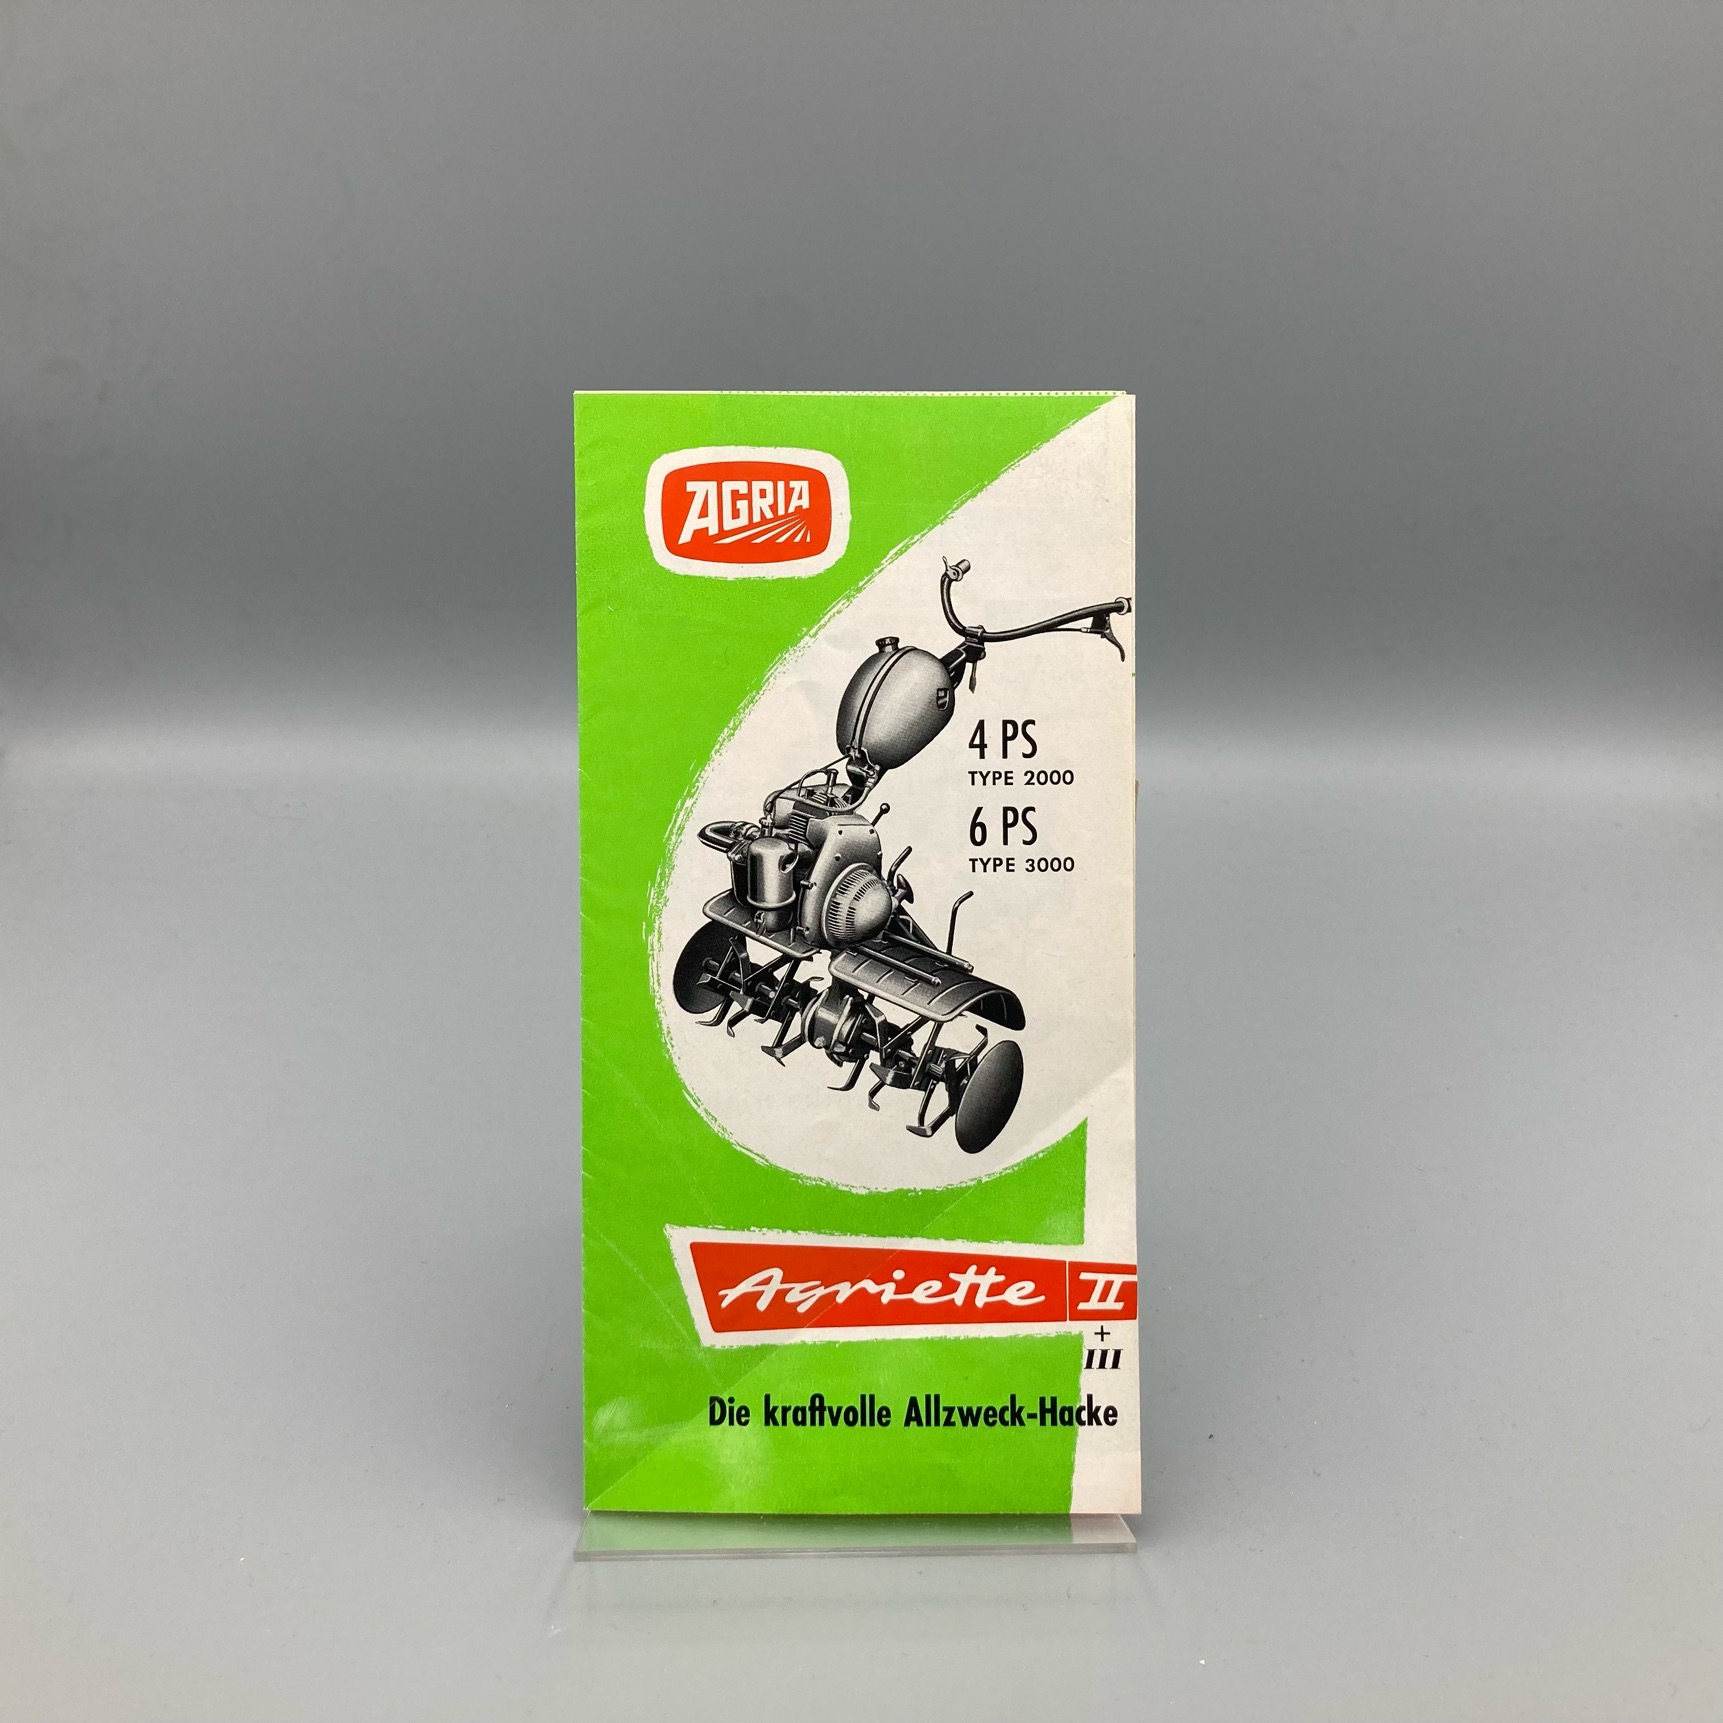 AGRIA
4 PS
TYPE 2000
6 PS
TYPE 3000
Agriette II
+
III
Die kraftvolle Allzweck-Hacke